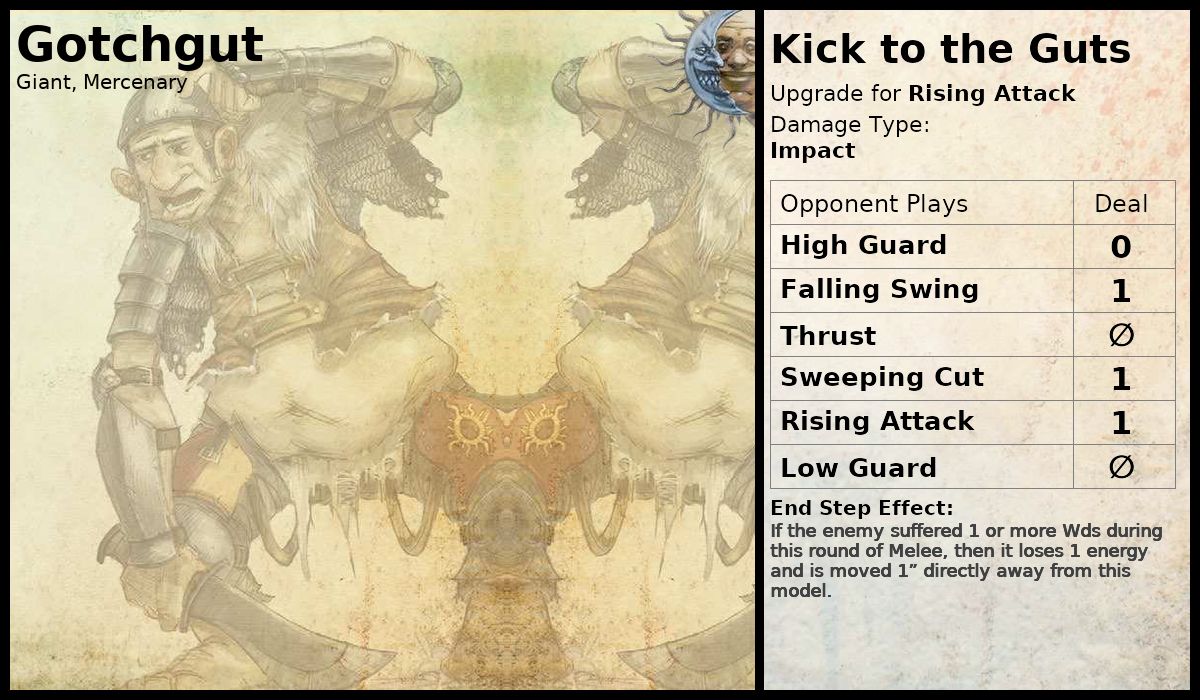 Gotchgut
Giant, Mercenary
Kick to the Guts
Upgrade for Rising Attack
Damage Type:
Impact
Opponent Plays Deal
High Guard 0
Falling Swing 1
Thrust ∅
Sweeping Cut 1
Rising Attack 1
Low Guard ∅
End Step Effect:
If the enemy suffered 1 or more Wds during
this round of Melee, then it loses 1 energy
and is moved 1” directly away from this
model.